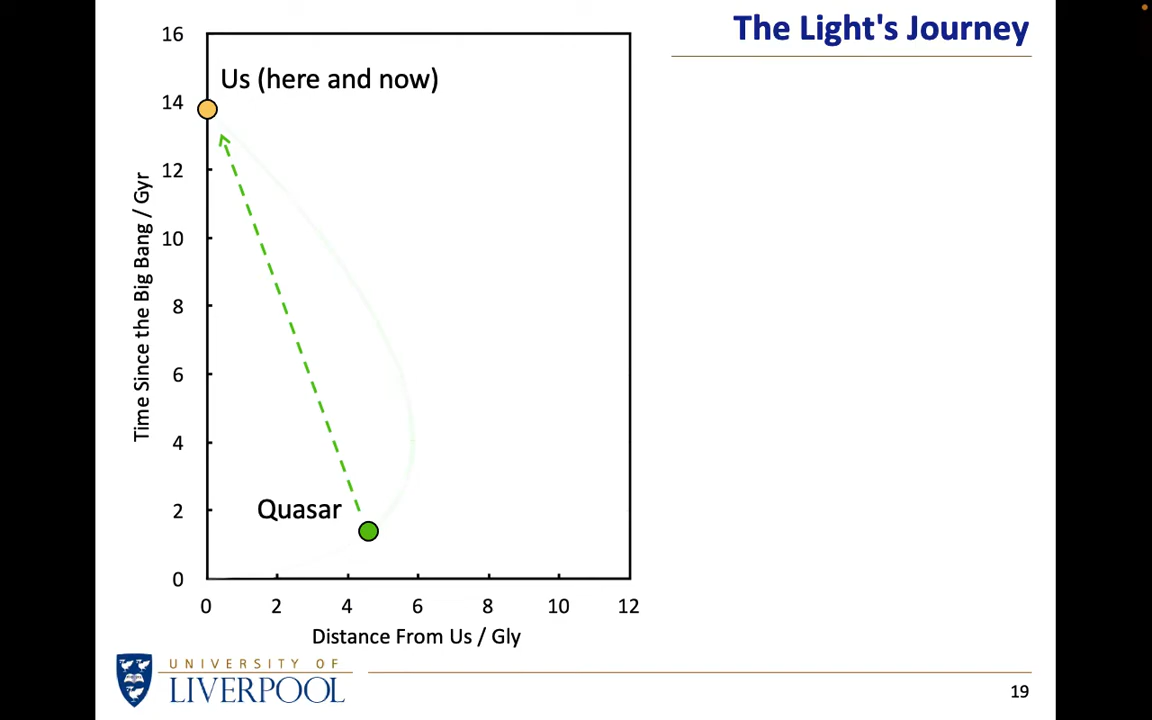 The Light's Journey
16
14
12
10
8
6
4
2
0
Time Since the Big Bang / Gyr
Us (here and now)
Quasar
0 2 4 6 8 10 12
Distance From Us / Gly
UNIVERSITY OF
LIVERPOOL
19